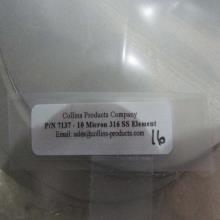 Collins Products Company
P/N 7137 - 10 Micron 316 SS Element
Email: sales@collins-products.com
16